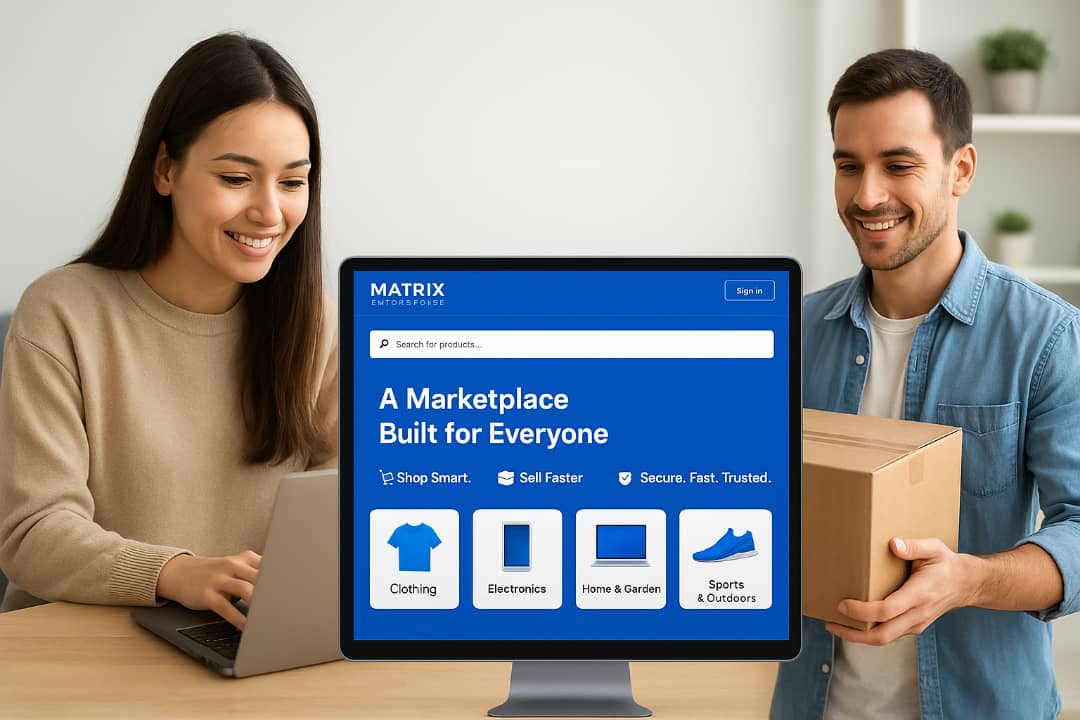 MATRIX
Sign in
Search for products...
A Marketplace
Built for Everyone
Shop Smart.
Sell Faster
Secure. Fast. Trusted.
Clothing
Electronics
Home & Garden
Sports
& Outdoors